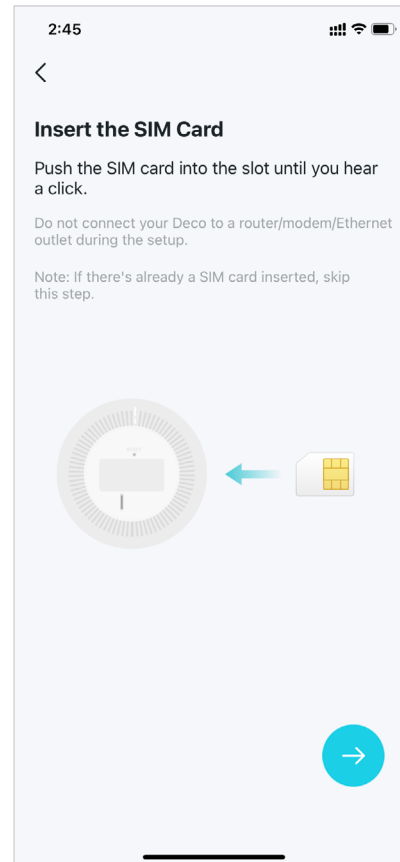 2:45
Insert the SIM Card
Push the SIM card into the slot until you hear
a click.
Do not connect your Deco to a router/modem/Ethernet
outlet during the setup.
Note: If there's already a SIM card inserted, skip
this step.